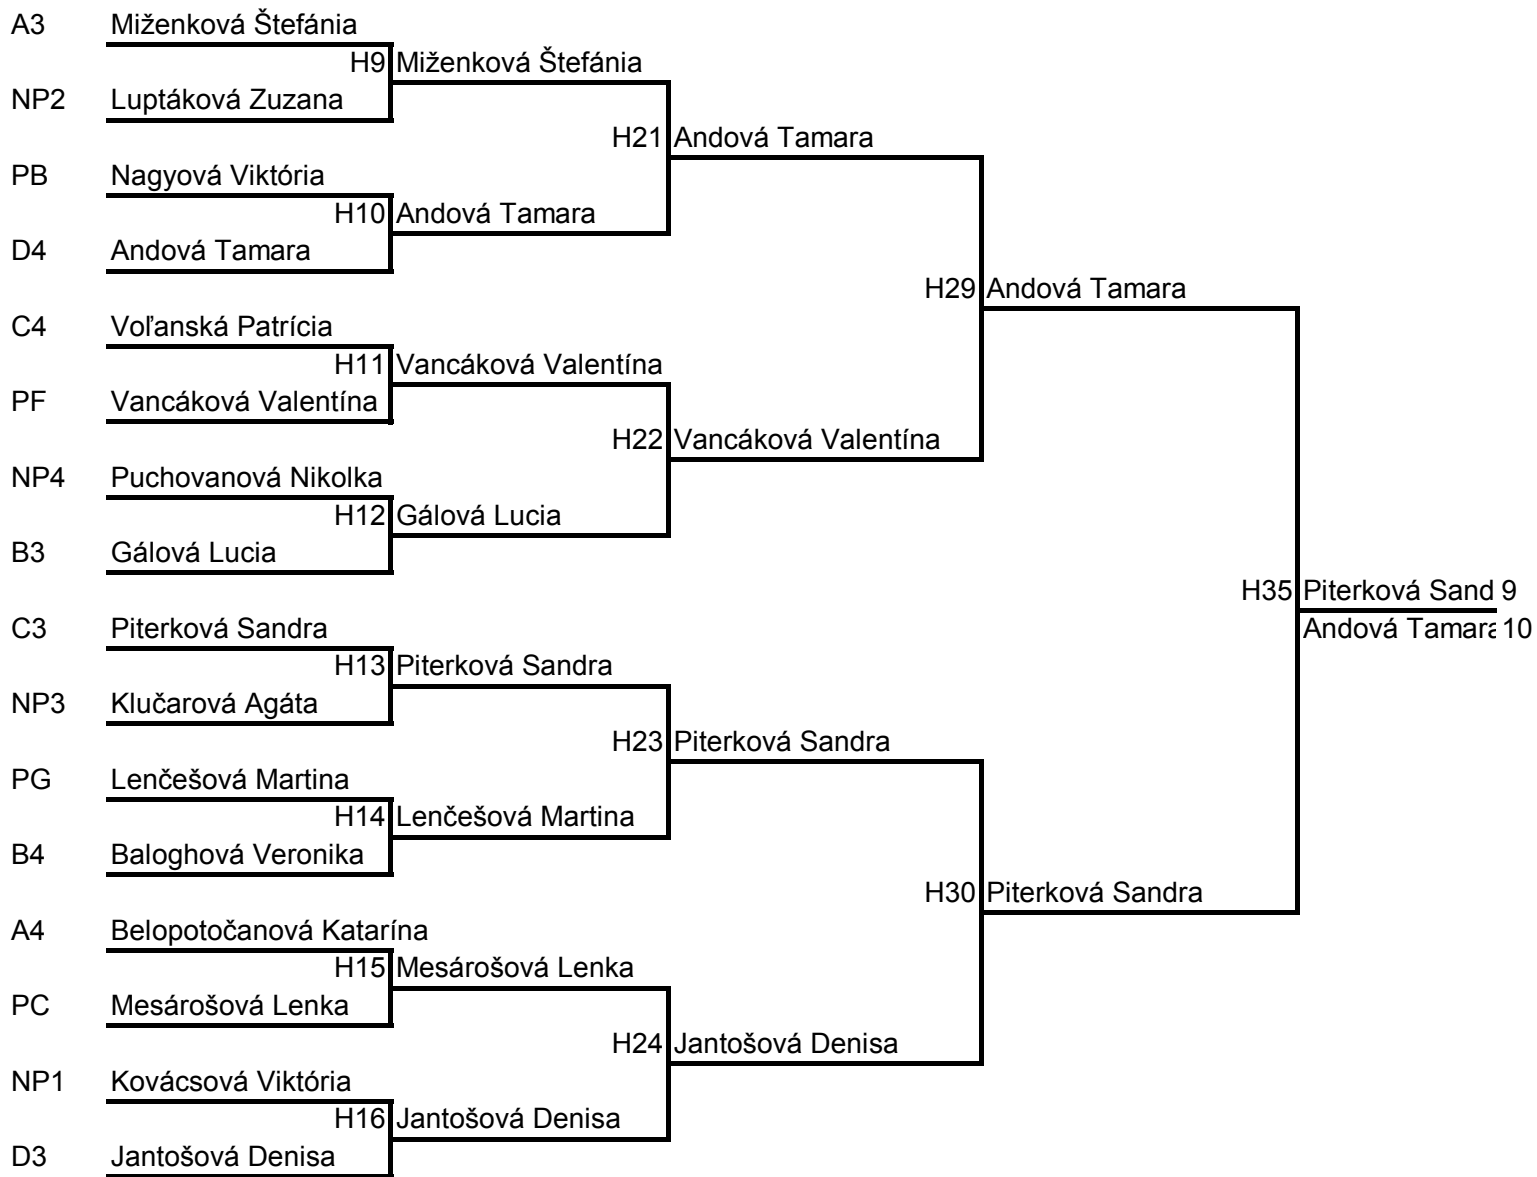 A3 Miženková Štefánia
H9 Miženková Štefánia
NP2 Luptáková Zuzana
H21 Andová Tamara
PB Nagyová Viktória
H10 Andová Tamara
D4 Andová Tamara
H29 Andová Tamara
C4 Voľanská Patrícia
H11 Vancáková Valentína
PF Vancáková Valentína
H22 Vancáková Valentína
NP4 Puchovanová Nikolka
H12 Gálová Lucia
B3 Gálová Lucia
H35 Piterková Sand 9
C3 Piterková Sandra
Andová Tamara 10
H13 Piterková Sandra
NP3 Klučarová Agáta
H23 Piterková Sandra
PG Lenčešová Martina
H14 Lenčešová Martina
B4 Baloghová Veronika
H30 Piterková Sandra
A4 Belopotočanová Katarína
H15 Mesárošová Lenka
PC Mesárošová Lenka
H24 Jantošová Denisa
NP1 Kovácsová Viktória
H16 Jantošová Denisa
D3 Jantošová Denisa